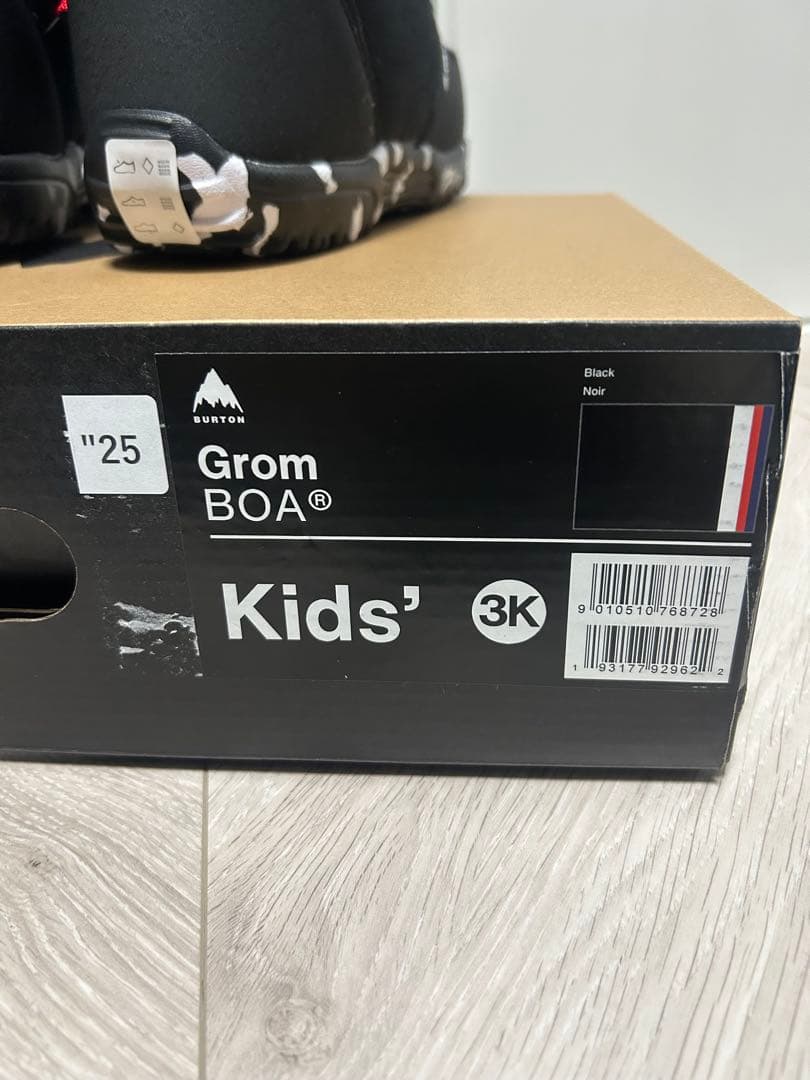 "25
BURTON
Grom
BOA®
Black
Noir
Kids’
3K
9 010510 768728
1 93177 92962 2